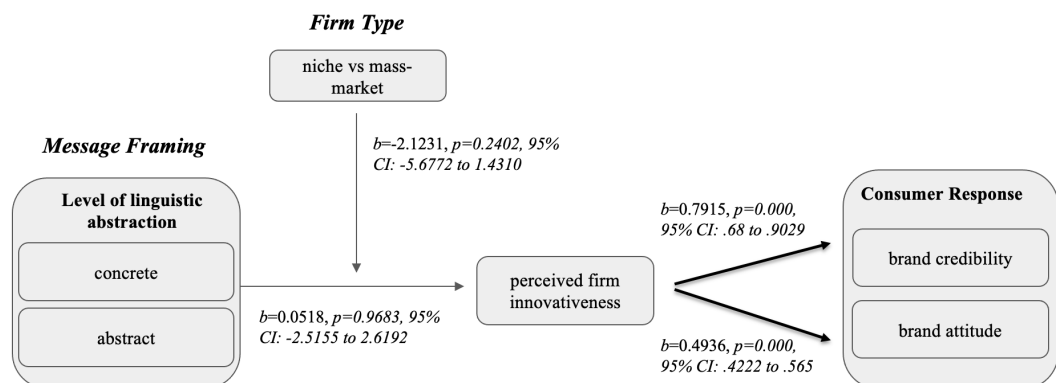 Firm Type
niche vs mass-
market
b=-2.1231, p=0.2402, 95%
CI: -5.6772 to 1.4310
Message Framing
Level of linguistic
abstraction
concrete
abstract
b=0.0518, p=0.9683, 95%
CI: -2.5155 to 2.6192
perceived firm
innovativeness
b=0.7915, p=0.000,
95% CI: .68 to .9029
b=0.4936, p=0.000,
95% CI: .4222 to .565
Consumer Response
brand credibility
brand attitude